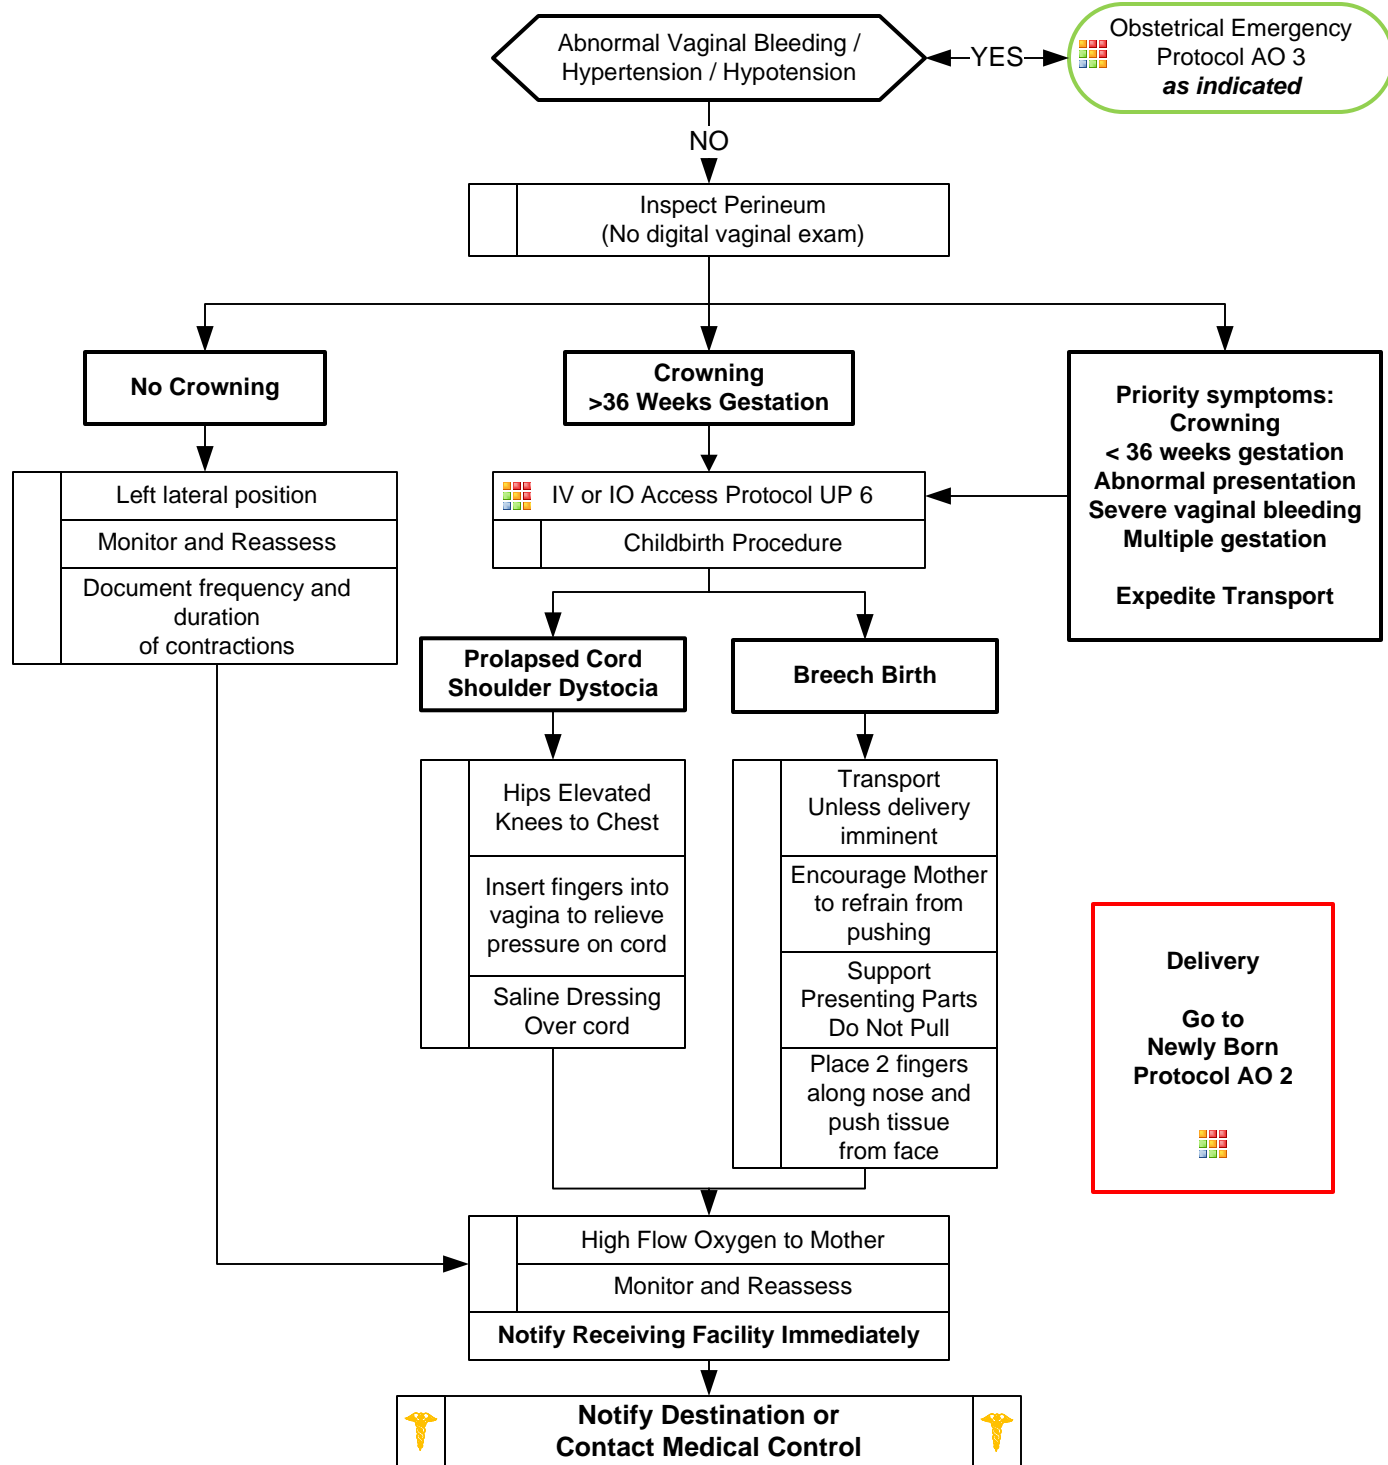 Abnormal Vaginal Bleeding /
Hypertension / Hypotension
YES
Obstetrical Emergency
Protocol AO 3
as indicated
NO
Inspect Perineum
(No digital vaginal exam)
No Crowning
Crowning
>36 Weeks Gestation
Priority symptoms:
Crowning
< 36 weeks gestation
Abnormal presentation
Severe vaginal bleeding
Multiple gestation
Expedite Transport
Left lateral position
Monitor and Reassess
Document frequency and
duration
of contractions
IV or IO Access Protocol UP 6
Childbirth Procedure
Prolapsed Cord
Shoulder Dystocia
Breech Birth
Hips Elevated
Knees to Chest
Insert fingers into
vagina to relieve
pressure on cord
Saline Dressing
Over cord
Transport
Unless delivery
imminent
Encourage Mother
to refrain from
pushing
Support
Presenting Parts
Do Not Pull
Place 2 fingers
along nose and
push tissue
from face
Delivery
Go to
Newly Born
Protocol AO 2
High Flow Oxygen to Mother
Monitor and Reassess
Notify Receiving Facility Immediately
Notify Destination or
Contact Medical Control